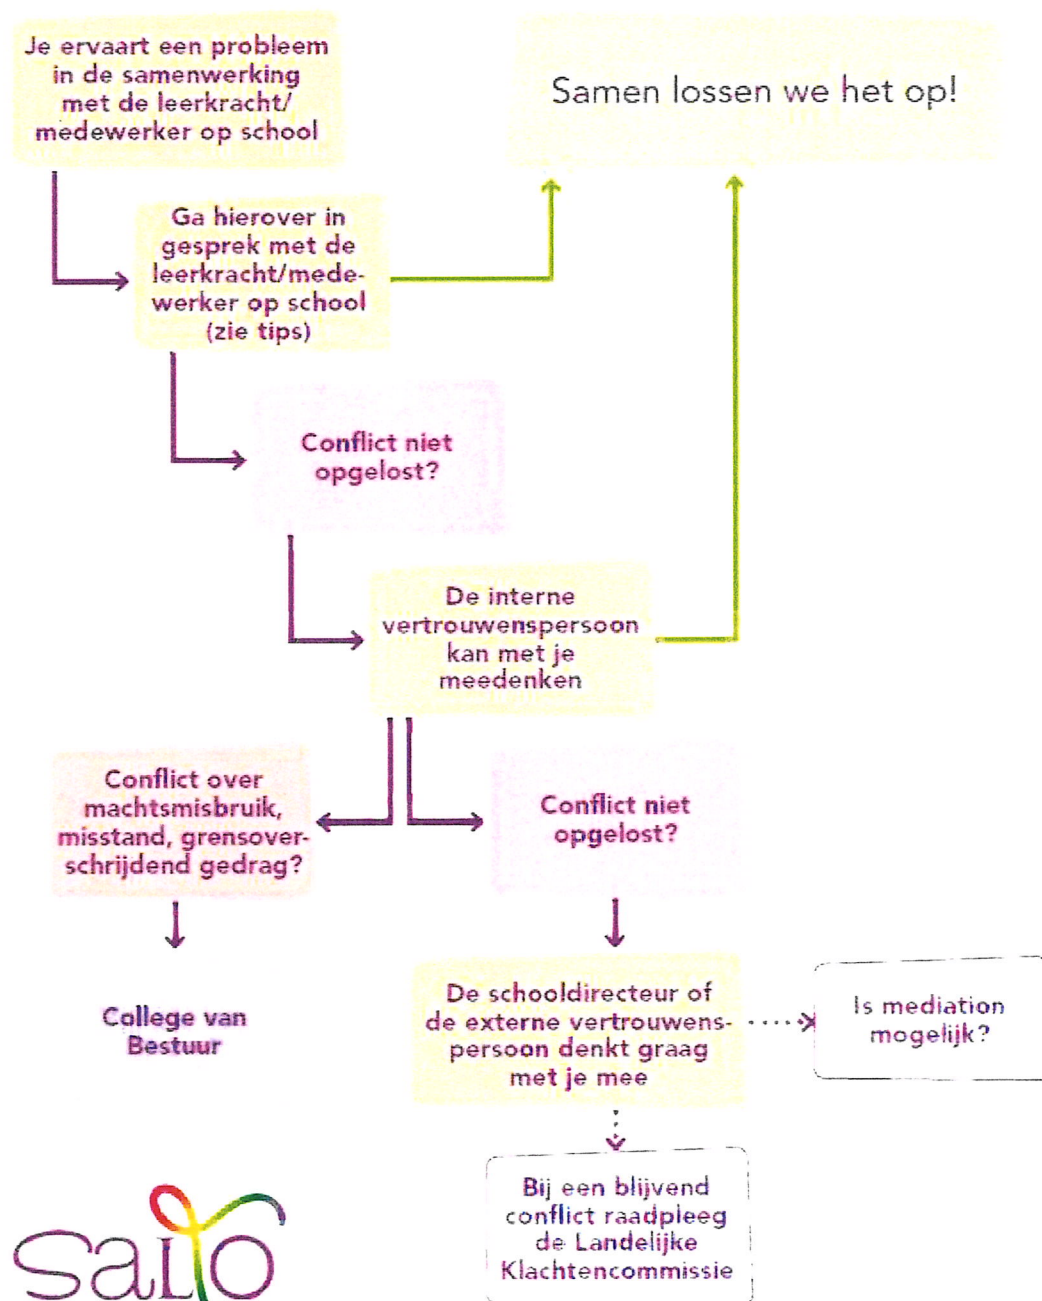 Je ervaart een probleem
in de samenwerking
met de leerkracht/
medewerker op school
Samen lossen we het op!
Ga hierover in
gesprek met de
leerkracht/mede-
werker op school
(zie tips)
Conflict niet
opgelost?
De interne
vertrouwenspersoon
kan met je
meedenken
Conflict over
machtsmisbruik,
misstand, grensover-
schrijdend gedrag?
Conflict niet
opgelost?
College van
Bestuur
De schooldirecteur of
de externe vertrouwens-
persoon denkt graag
met je mee
Is mediation
mogelijk?
Bij een blijvend
conflict raadpleeg
de Landelijke
Klachtencommissie
salto